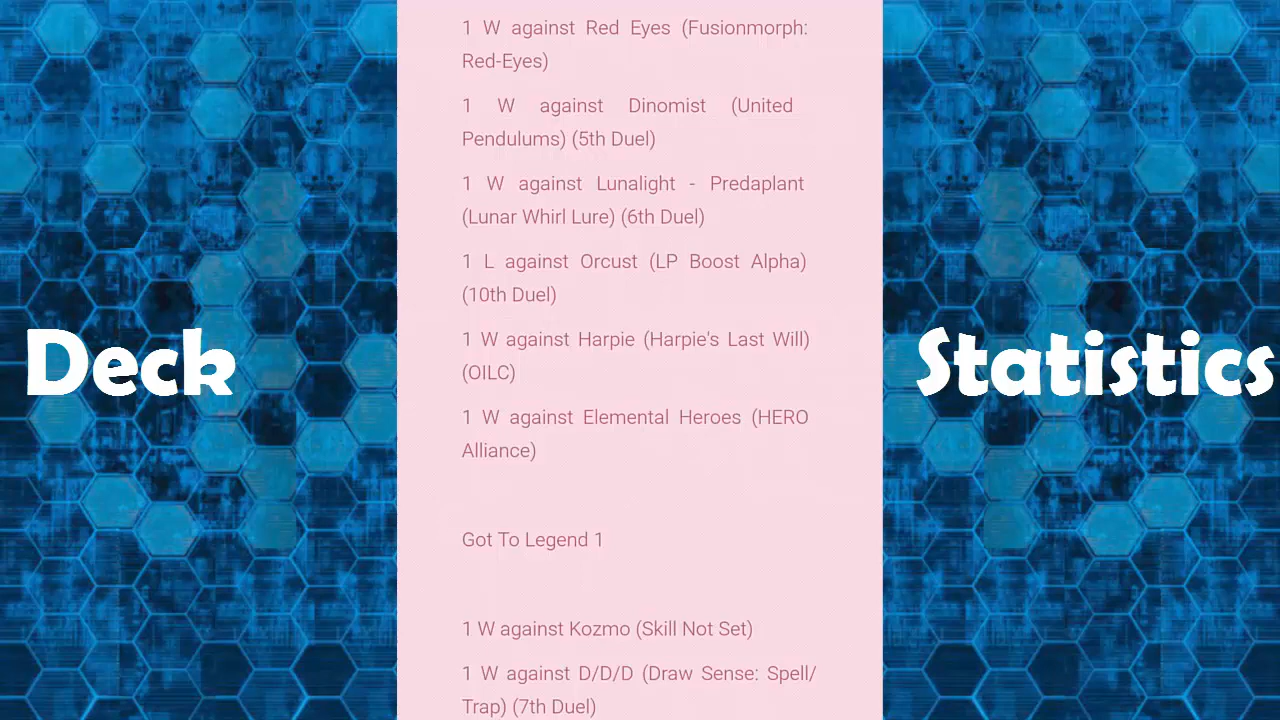 1 W against Red Eyes (Fusionmorph:
Red-Eyes)
1 W against Dinomist (United
Pendulums) (5th Duel)
1 W against Lunalight - Predaplant
(Lunar Whirl Lure) (6th Duel)
1 L against Orcust (LP Boost Alpha)
(10th Duel)
1 W against Harpie (Harpie's Last Will)
(OILC)
1 W against Elemental Heroes (HERO
Alliance)
Deck
Statistics
Got To Legend 1
1 W against Kozmo (Skill Not Set)
1 W against D/D/D (Draw Sense: Spell/
Trap) (7th Duel)